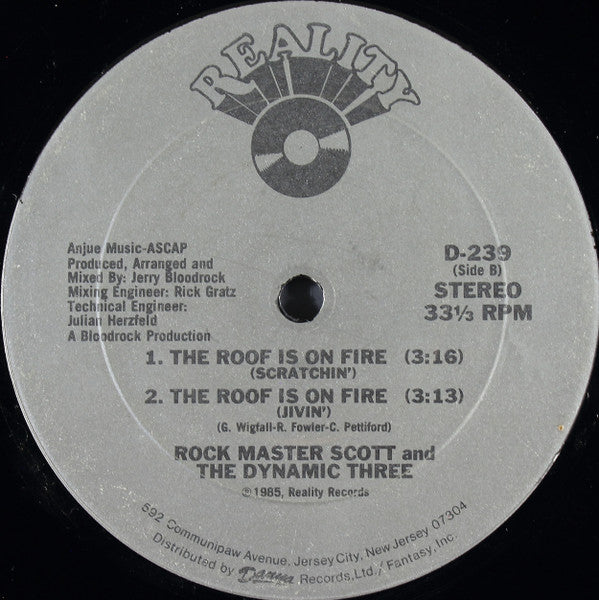 REALITY
Anjue Music-ASCAP
Produced, Arranged and
Mixed By: Jerry Bloodrock
Mixing Engineer: Rick Gratz
Technical Engineer:
Julian Herzfeld
A Bloodrock Production
D-239
(Side B)
STEREO
33⅓ RPM
1. THE ROOF IS ON FIRE (3:16)
(SCRATCHIN')
2. THE ROOF IS ON FIRE (3:13)
(JIVIN')
(G. Wigfall-R. Fowler-C. Pettiford)
ROCK MASTER SCOTT and
THE DYNAMIC THREE
℗1985, Reality Records
592 Communipaw Avenue, Jersey City, New Jersey 07304
Distributed by Danya Records, Ltd./Fantasy, Inc